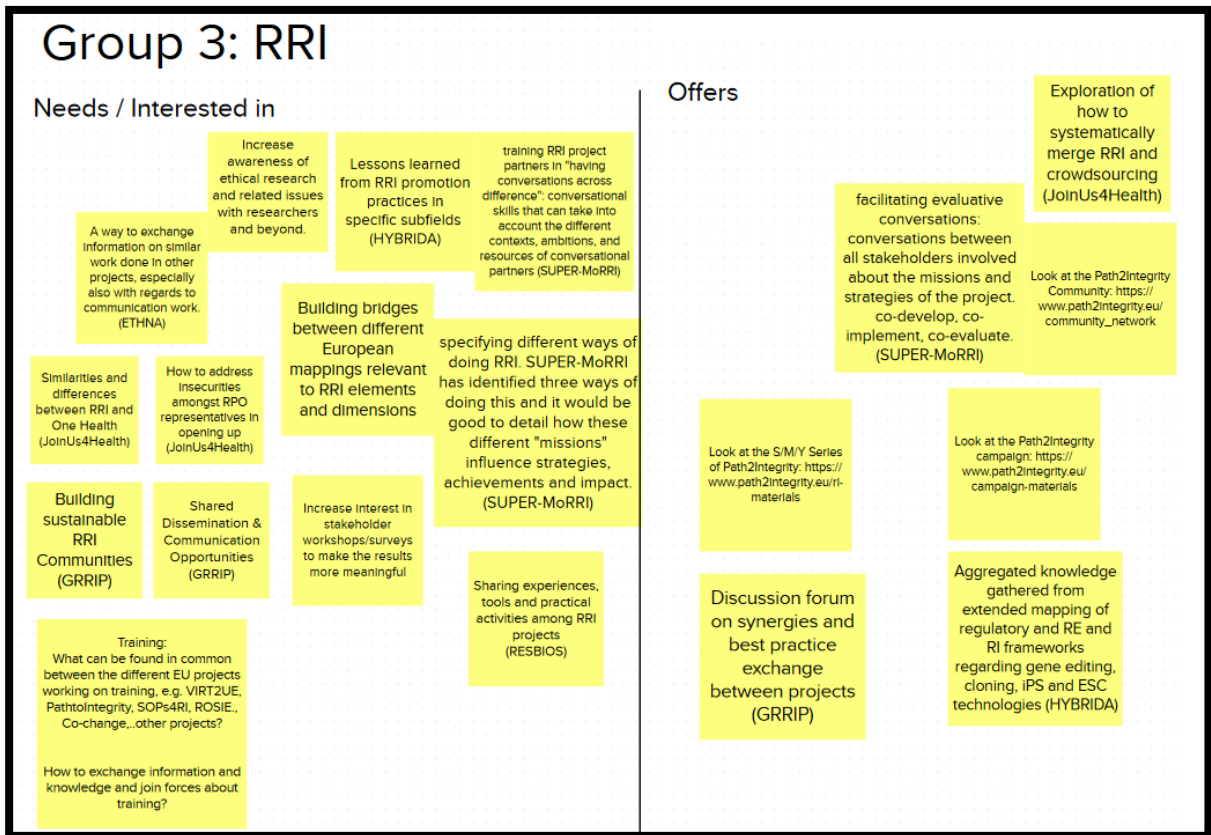 Group 3: RRI
Needs / Interested in
Increase
awareness of
ethical research
and related issues
with researchers
and beyond.
Lessons learned
from RRI promotion
practices in
specific subfields
(HYBRIDA)
training RRI project
partners in "having
conversations across
difference": conversational
skills that can take into
account the different
contexts, ambitions, and
resources of conversational
partners (SUPER-MoRRI)
A way to exchange
information on similar
work done in other
projects, especially
also with regards to
communication work.
(ETHNA)
Building bridges
between different
European
mappings relevant
to RRI elements
and dimensions
specifying different ways of
doing RRI. SUPER-MoRRI
has identified three ways of
doing this and it would be
good to detail how these
different "missions"
influence strategies,
achievements and impact.
(SUPER-MoRRI)
Similarities and
differences
between RRI and
One Health
(JoinUs4Health)
How to address
insecurities
amongst RPO
representatives in
opening up
(JoinUs4Health)
Building
sustainable
RRI
Communities
(GRRIP)
Shared
Dissemination &
Communication
Opportunities
(GRRIP)
Increase interest in
stakeholder
workshops/surveys
to make the results
more meaningful
Sharing experiences,
tools and practical
activities among RRI
projects
(RESBIOS)
Training:
What can be found in common
between the different EU projects
working on training, e.g. VIRT2UE,
PathtoIntegrity, SOPs4RI, ROSIE.,
Co-change,..other projects?
How to exchange information and
knowledge and join forces about
training?
Offers
Exploration of
how to
systematically
merge RRI and
crowdsourcing
(JoinUs4Health)
facilitating evaluative
conversations:
conversations between
all stakeholders involved
about the missions and
strategies of the project.
co-develop, co-
implement, co-evaluate.
(SUPER-MoRRI)
Look at the Path2Integrity
Community: https://
www.path2integrity.eu/
community_network
Look at the S/M/Y Series
of Path2Integrity: https://
www.path2integrity.eu/ri-
materials
Look at the Path2Integrity
campaign: https://
www.path2integrity.eu/
campaign-materials
Discussion forum
on synergies and
best practice
exchange
between projects
(GRRIP)
Aggregated knowledge
gathered from
extended mapping of
regulatory and RE and
RI frameworks
regarding gene editing,
cloning, iPS and ESC
technologies (HYBRIDA)